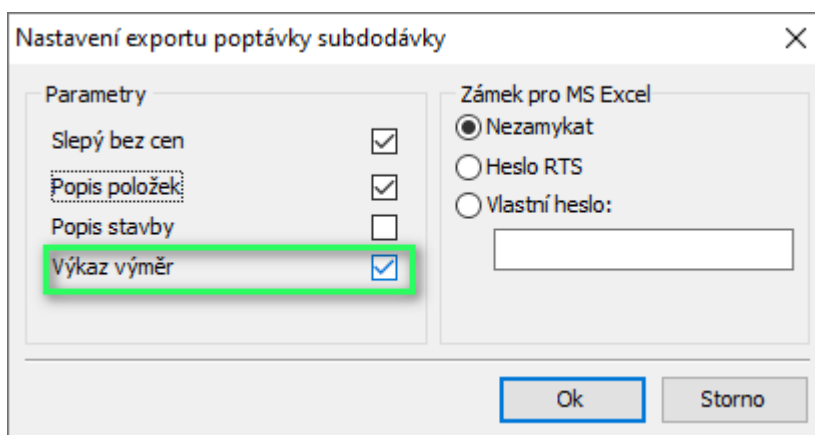 Nastavení exportu poptávky subdodávky
Parametry
Slepý bez cen
Popis položek
Popis stavby
Výkaz výměr
Zámek pro MS Excel
Nezamykat
Heslo RTS
Vlastní heslo:
Ok
Storno